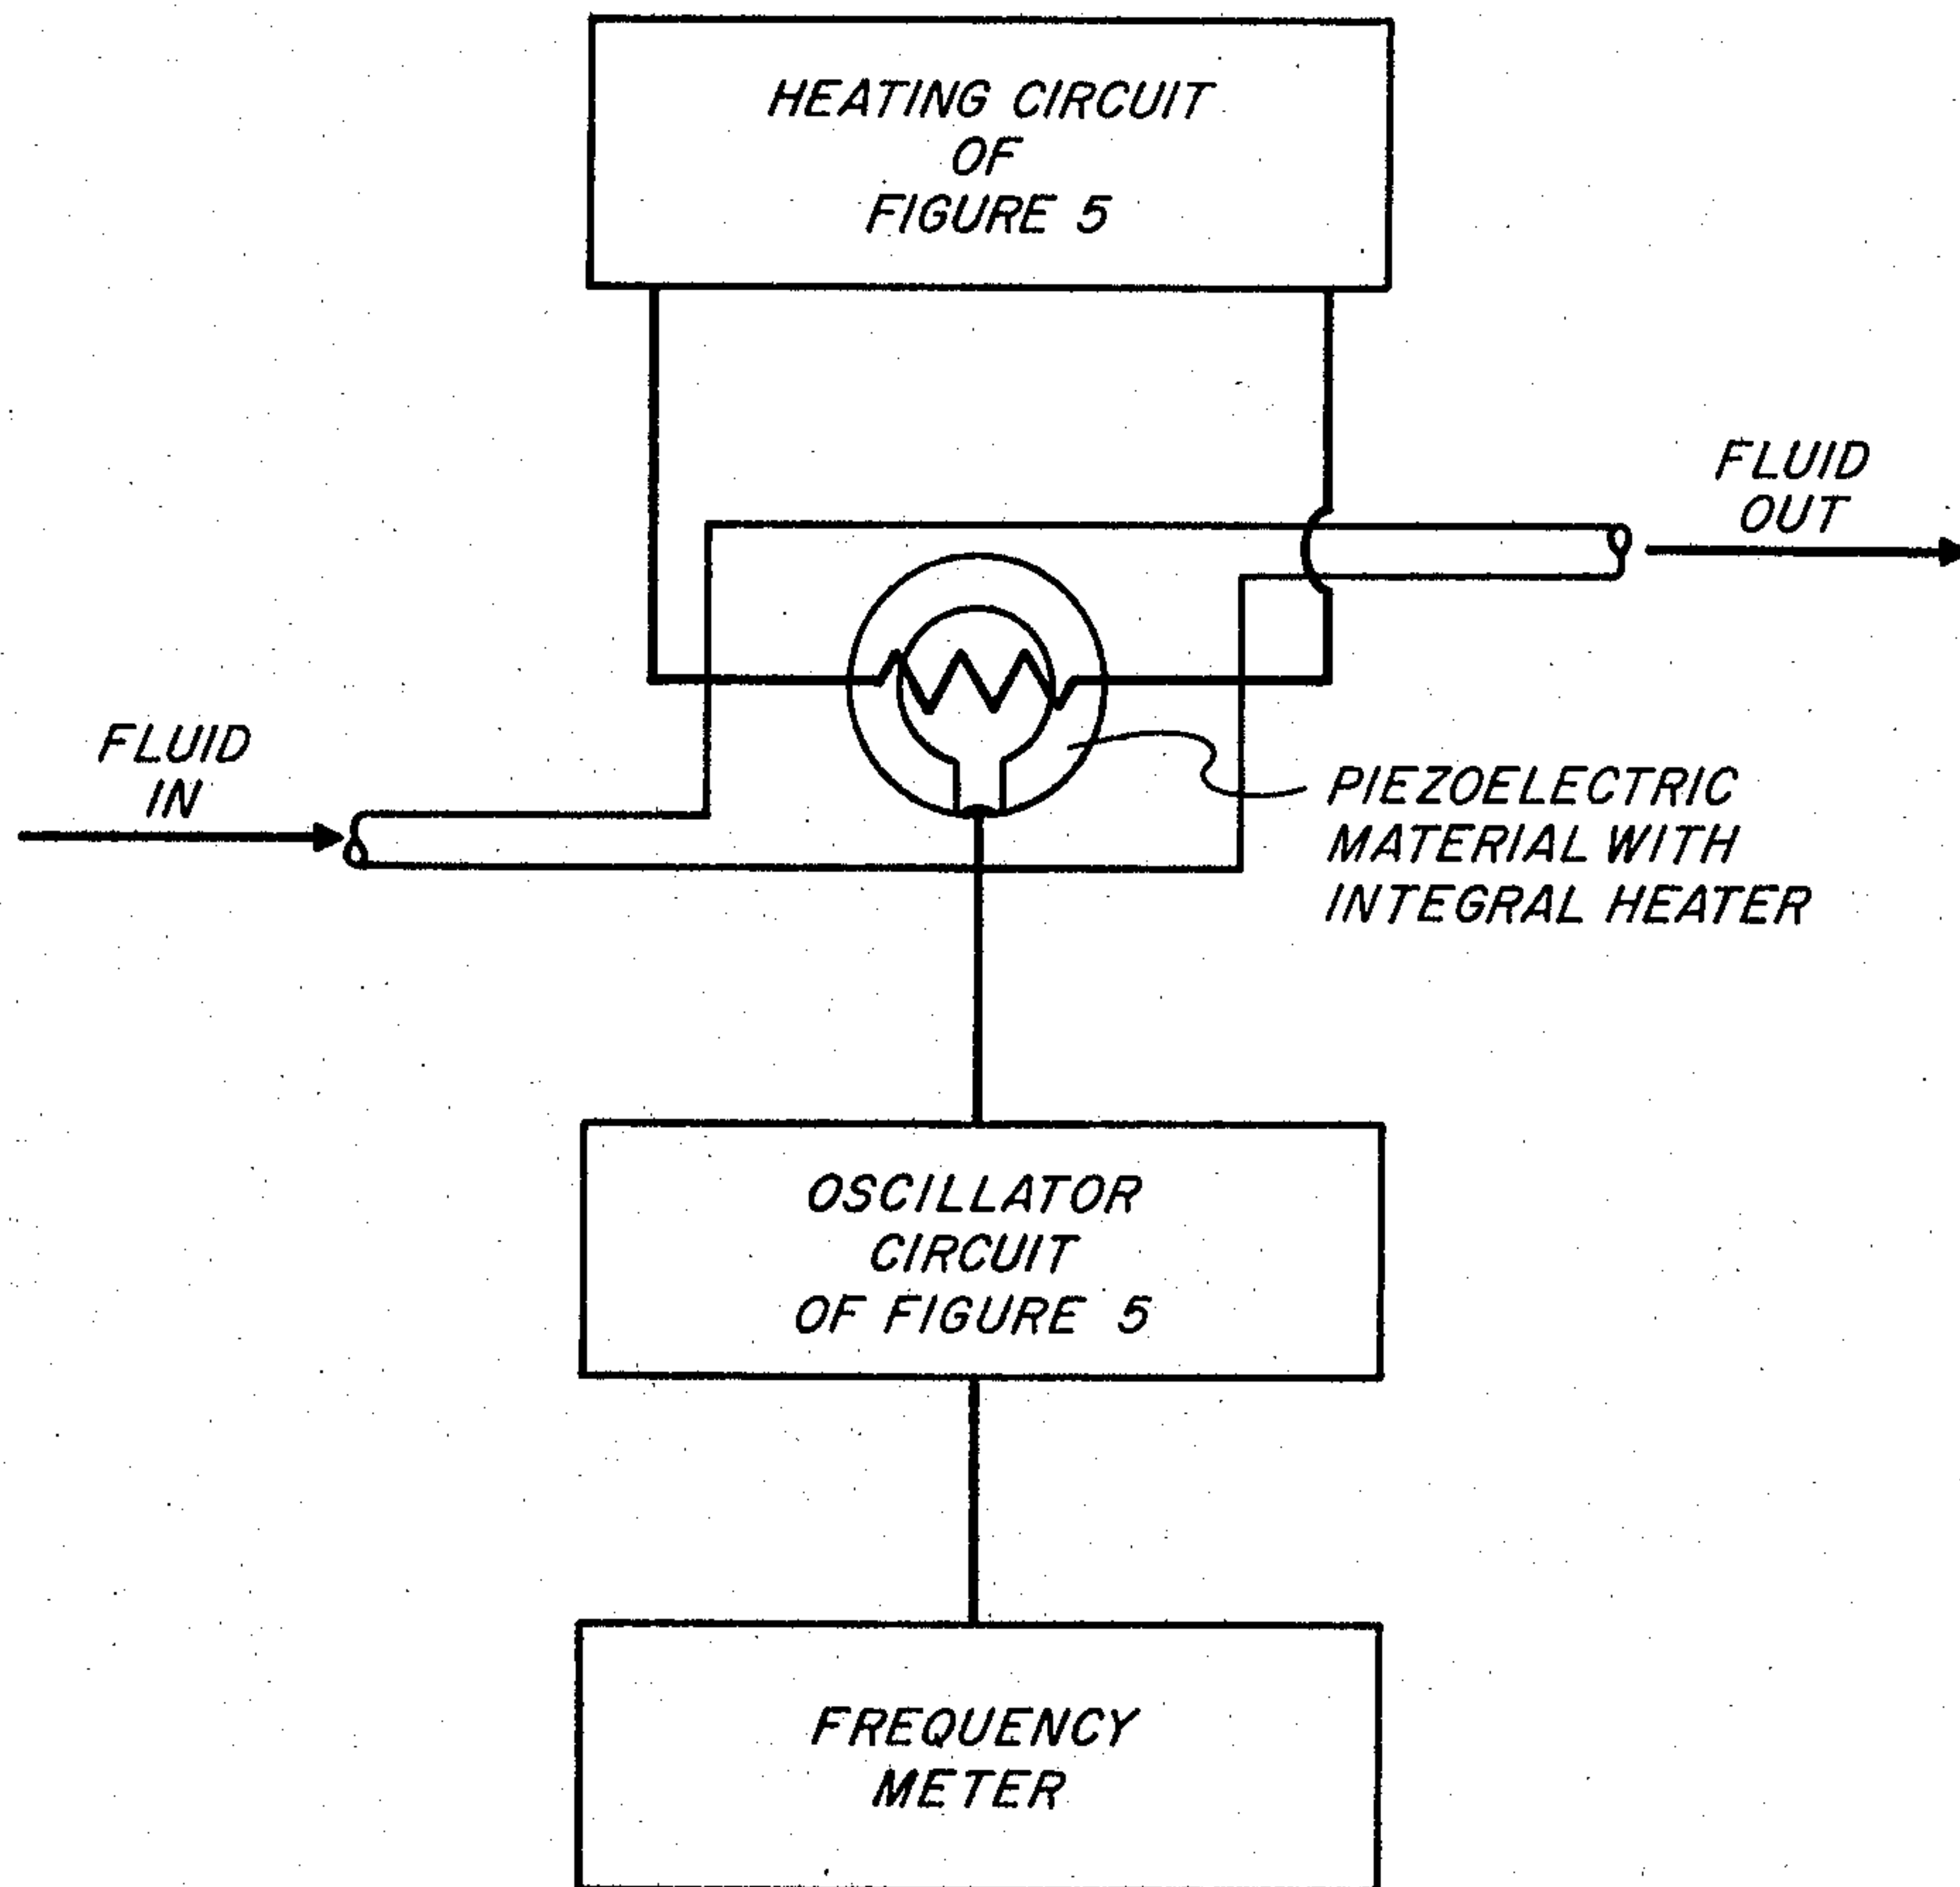 HEATING CIRCUIT
OF
FIGURE 5
FLUID
OUT
FLUID
IN
PIEZOELECTRIC
MATERIAL WITH
INTEGRAL HEATER
OSCILLATOR
CIRCUIT
OF FIGURE 5
FREQUENCY
METER